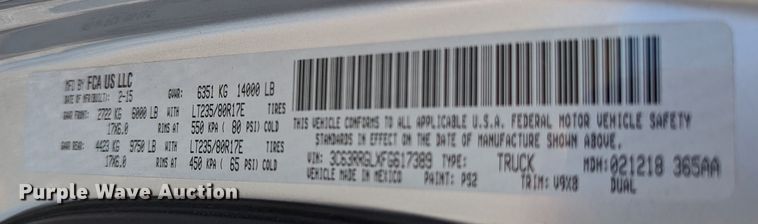 MFD BY FCA US LLC
DATE OF MFR(BUILT): 2-15 GVWR: 6351 KG 14000 LB
GAWR FRONT: 2722 KG 6000 LB WITH LT235/80R17E TIRES
17X6.0 RIMS AT 550 KPA ( 80 PSI) COLD
GAWR REAR: 4423 KG 9750 LB WITH LT235/80R17E TIRES
17X6.0 RIMS AT 450 KPA ( 65 PSI) COLD
THIS VEHICLE CONFORMS TO ALL APPLICABLE U.S.A. FEDERAL MOTOR VEHICLE SAFETY
STANDARDS IN EFFECT ON THE DATE OF MANUFACTURE SHOWN ABOVE.
VIN: 3C63RRGLXFG617389 TYPE: TRUCK MDH: 021218 365AA
VEHICLE MADE IN MEXICO PAINT: PS2 TRIM: V9X8 DUAL
Purple Wave Auction